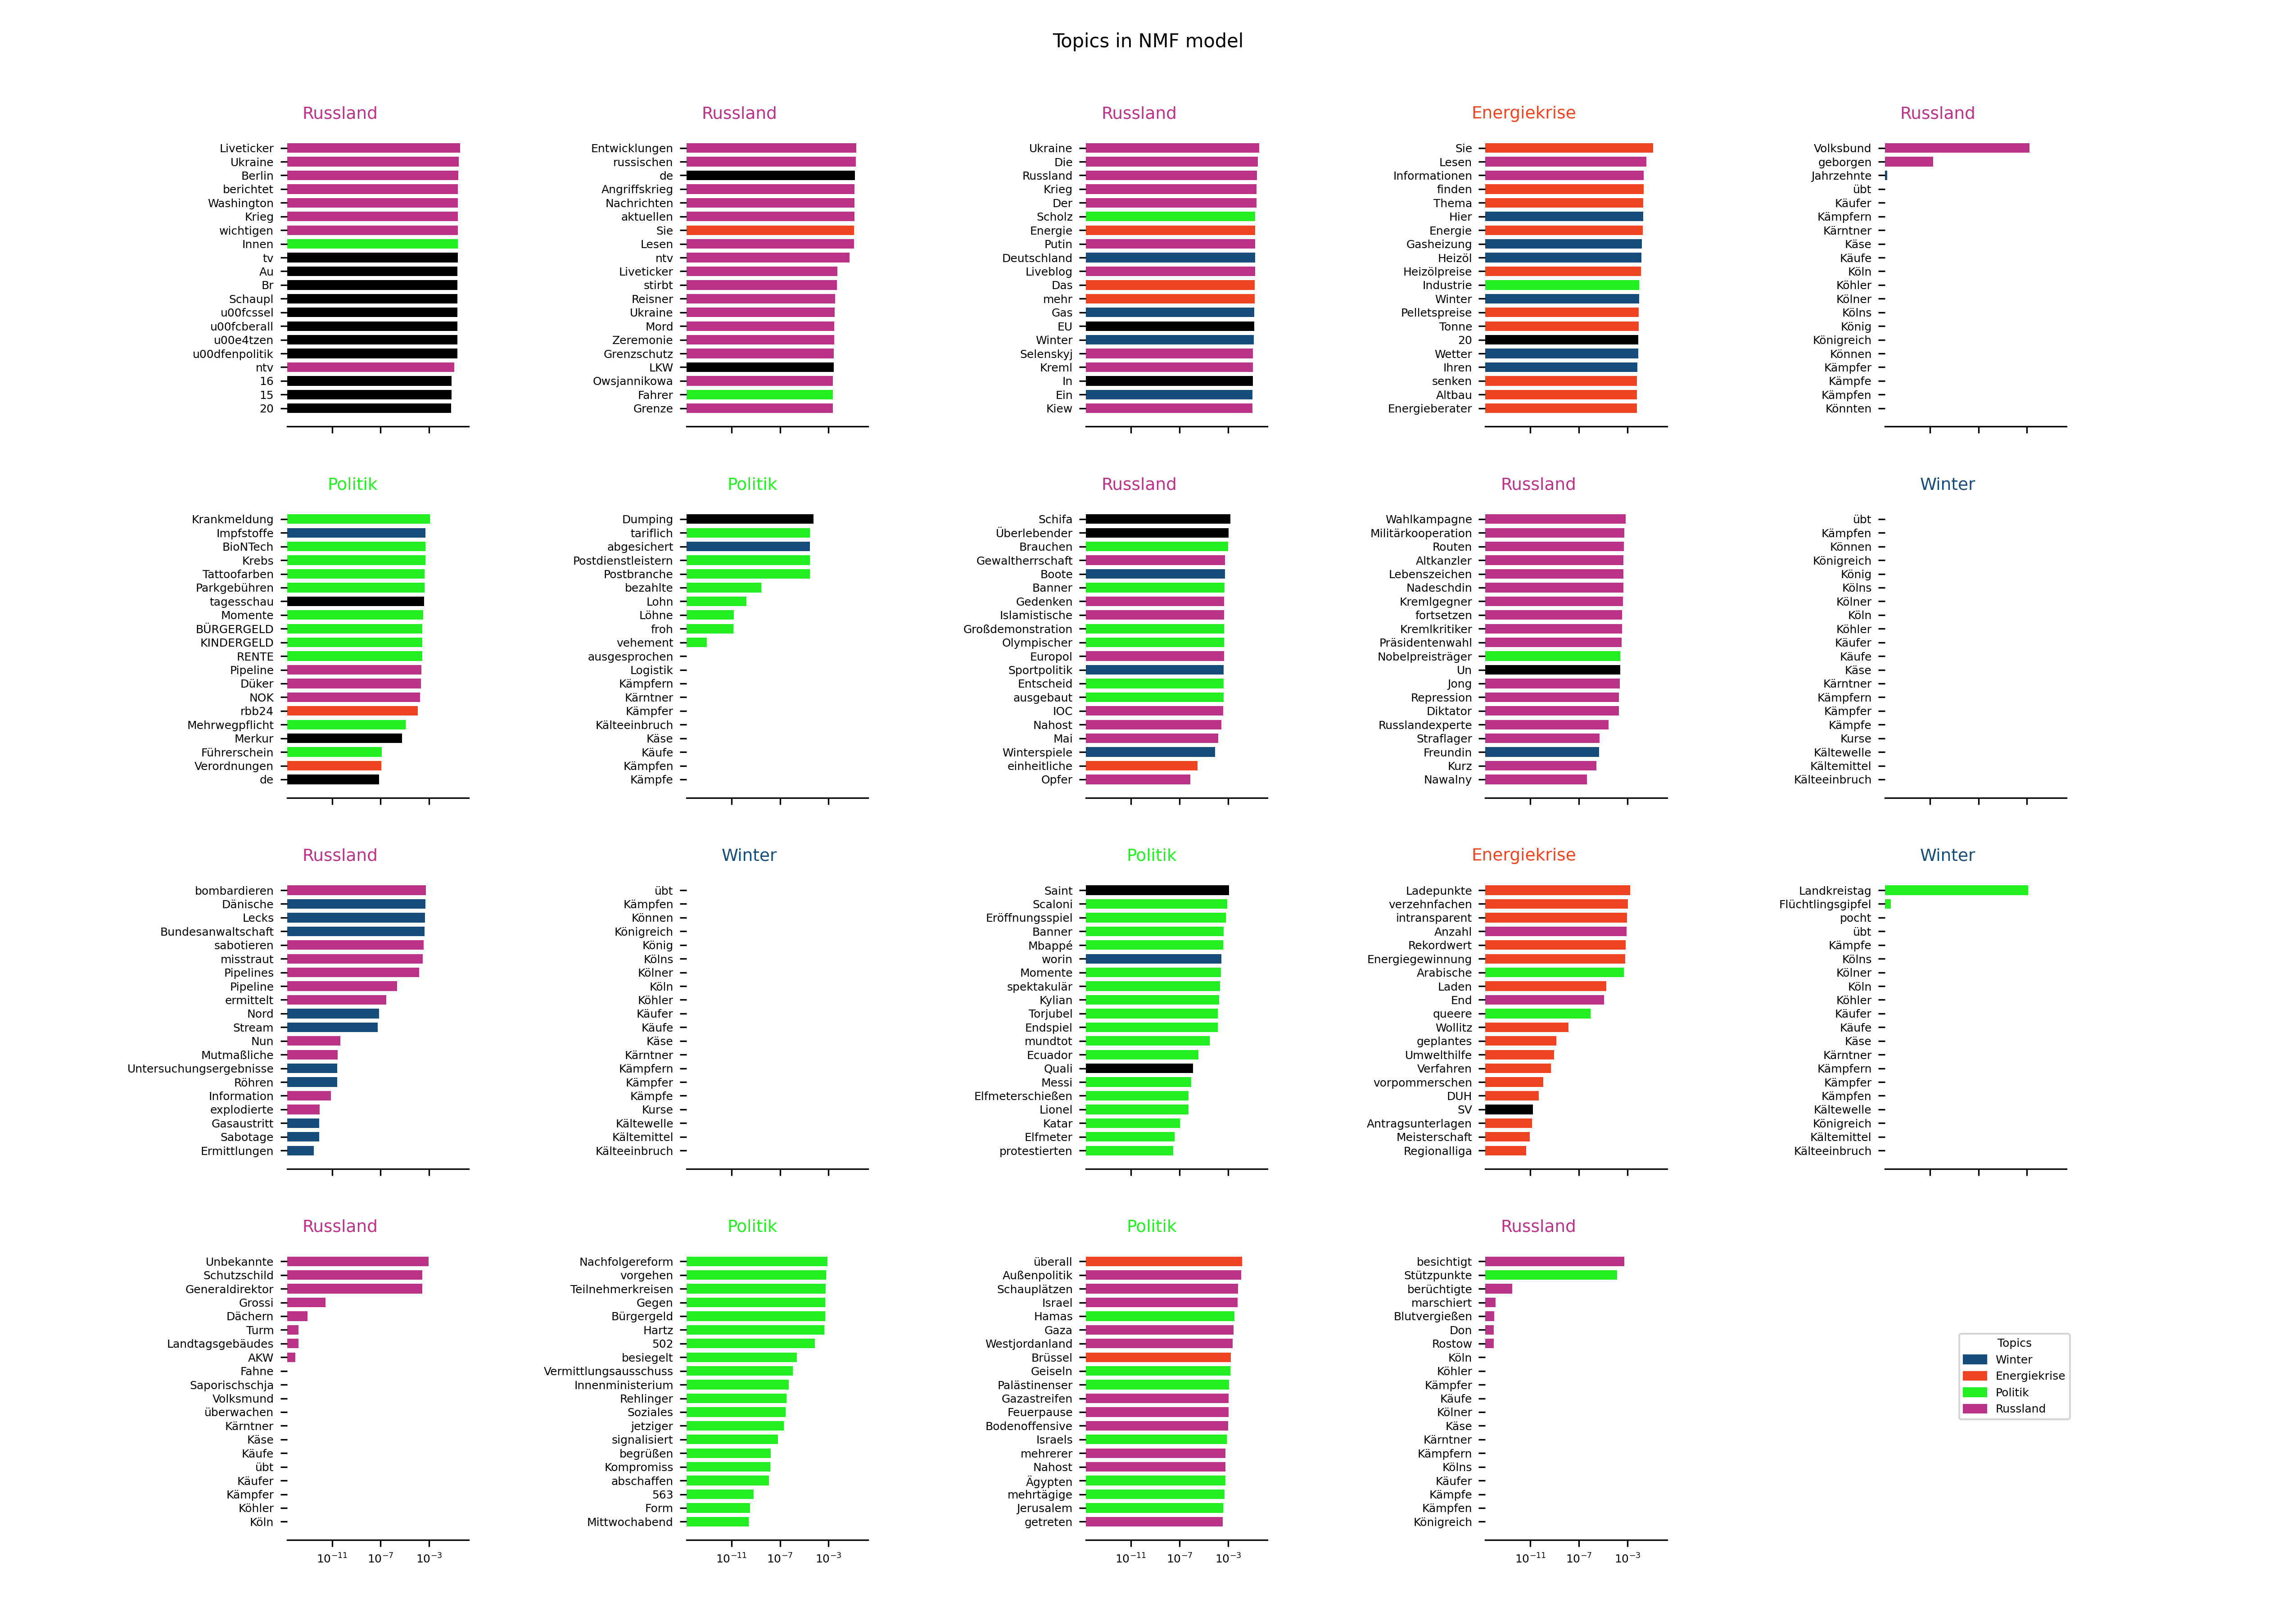 Topics in NMF model
Russland
Liveticker
Ukraine
Berlin
berichtet
Washington
Krieg
wichtigen
Innen
tv
Au
Br
Schaupl
u00fcssel
u00fcberall
u00e4tzen
u00dfenpolitik
ntv
16
15
20
Russland
Entwicklungen
russischen
de
Angriffskrieg
Nachrichten
aktuellen
Sie
Lesen
ntv
Liveticker
stirbt
Reisner
Ukraine
Mord
Zeremonie
Grenzschutz
LKW
Owsjannikowa
Fahrer
Grenze
Russland
Ukraine
Die
Russland
Krieg
Der
Scholz
Energie
Putin
Deutschland
Liveblog
Das
mehr
Gas
EU
Winter
Selenskyj
Kreml
In
Ein
Kiew
Energiekrise
Sie
Lesen
Informationen
finden
Thema
Hier
Energie
Gasheizung
Heizöl
Heizölpreise
Industrie
Winter
Pelletspreise
Tonne
20
Wetter
Ihren
senken
Altbau
Energieberater
Russland
Volksbund
geborgen
Jahrzehnte
übt
Käufer
Kämpfern
Kärntner
Käse
Käufe
Köln
Köhler
Kölner
Kölns
König
Königreich
Können
Kämpfer
Kämpfe
Kämpfen
Könnten
Politik
Krankmeldung
Impfstoffe
BioNTech
Krebs
Tattoofarben
Parkgebühren
tagesschau
Momente
BÜRGERGELD
KINDERGELD
RENTE
Pipeline
Düker
NOK
rbb24
Mehrwegpflicht
Merkur
Führerschein
Verordnungen
de
Politik
Dumping
tariflich
abgesichert
Postdienstleistern
Postbranche
bezahlte
Lohn
Löhne
froh
vehement
ausgesprochen
Logistik
Kämpfern
Kärntner
Kämpfer
Kälteeinbruch
Käse
Käufe
Kämpfen
Kämpfe
Russland
Schifa
Überlebender
Brauchen
Gewaltherrschaft
Boote
Banner
Gedenken
Islamistische
Großdemonstration
Olympischer
Europol
Sportpolitik
Entscheid
ausgebaut
IOC
Nahost
Mai
Winterspiele
einheitliche
Opfer
Russland
Wahlkampagne
Militärkooperation
Routen
Altkanzler
Lebenszeichen
Nadeschdin
Kremlgegner
fortsetzen
Kremlkritiker
Präsidentenwahl
Nobelpreisträger
Un
Jong
Repression
Diktator
Russlandexperte
Straflager
Freundin
Kurz
Nawalny
Winter
übt
Kämpfen
Können
Königreich
König
Kölns
Kölner
Köln
Köhler
Käufer
Käufe
Käse
Kärntner
Kämpfern
Kämpfer
Kämpfe
Kurse
Kältewelle
Kältemittel
Kälteeinbruch
Russland
bombardieren
Dänische
Lecks
Bundesanwaltschaft
sabotieren
misstraut
Pipelines
Pipeline
ermittelt
Nord
Stream
Nun
Mutmaßliche
Untersuchungsergebnisse
Röhren
Information
explodierte
Gasaustritt
Sabotage
Ermittlungen
Winter
übt
Kämpfen
Können
Königreich
König
Kölns
Kölner
Köln
Köhler
Käufer
Käufe
Käse
Kärntner
Kämpfern
Kämpfer
Kämpfe
Kurse
Kältewelle
Kältemittel
Kälteeinbruch
Politik
Saint
Scaloni
Eröffnungsspiel
Banner
Mbappé
worin
Momente
spektakulär
Kylian
Torjubel
Endspiel
mundtot
Ecuador
Quali
Messi
Elfmeterschießen
Lionel
Katar
Elfmeter
protestierten
Energiekrise
Ladepunkte
verzehnfachen
intransparent
Anzahl
Rekordwert
Energiegewinnung
Arabische
Laden
End
queere
Wollitz
geplantes
Umwelthilfe
Verfahren
vorpommerschen
DUH
SV
Antragsunterlagen
Meisterschaft
Regionalliga
Winter
Landkreistag
Flüchtlingsgipfel
pocht
übt
Kämpfe
Kölns
Kölner
Köln
Köhler
Käufer
Käufe
Käse
Kärntner
Kämpfern
Kämpfer
Kämpfen
Kältewelle
Königreich
Kältemittel
Kälteeinbruch
Russland
Unbekannte
Schutzschild
Generaldirektor
Grossi
Dächern
Turm
Landtagsgebäudes
AKW
Fahne
Saporischschja
Volksmund
überwachen
Kärntner
Käse
Käufe
übt
Käufer
Kämpfer
Köhler
Köln
10⁻¹¹ 10⁻⁷ 10⁻³
Politik
Nachfolgereform
vorgehen
Teilnehmerkreisen
Gegen
Bürgergeld
Hartz
502
besiegelt
Vermittlungsausschuss
Innenministerium
Rehlinger
Soziales
jetziger
signalisiert
begrüßen
Kompromiss
abschaffen
563
Form
Mittwochabend
10⁻¹¹ 10⁻⁷ 10⁻³
Politik
überall
Außenpolitik
Schauplätzen
Israel
Hamas
Gaza
Westjordanland
Brüssel
Geiseln
Palästinenser
Gazastreifen
Feuerpause
Bodenoffensive
Israels
mehrerer
Nahost
Ägypten
mehrtägige
Jerusalem
getreten
10⁻¹¹ 10⁻⁷ 10⁻³
Russland
besichtigt
Stützpunkte
berüchtigte
marschiert
Blutvergießen
Don
Rostow
Köln
Köhler
Kämpfer
Käufe
Kölner
Käse
Kärntner
Kämpfern
Kölns
Käufer
Kämpfe
Kämpfen
Königreich
10⁻¹¹ 10⁻⁷ 10⁻³
Topics
Winter
Energiekrise
Politik
Russland